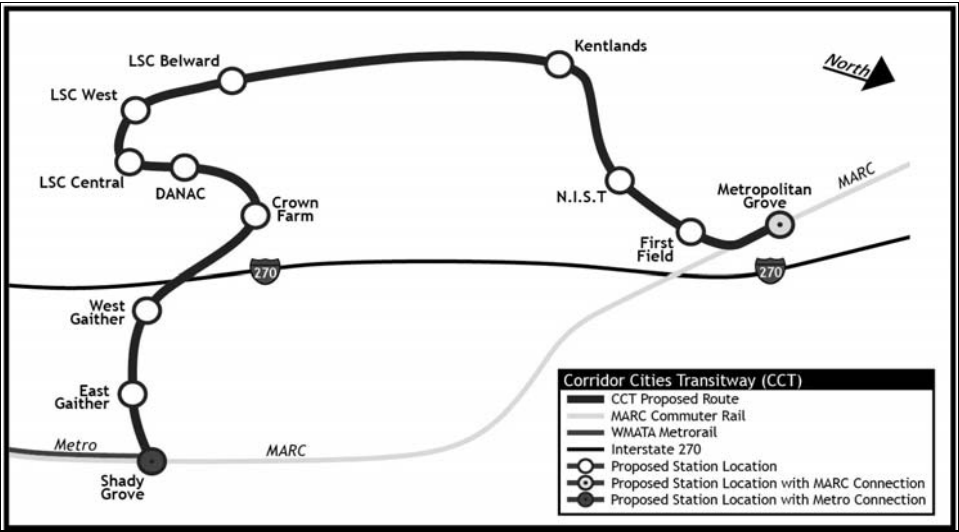 Kentlands
LSC Belward
North
LSC West
MARC
LSC Central
DANAC
N.I.S.T
Metropolitan
Grove
Crown
Farm
First
Field
270
270
West
Gaither
East
Gaither
Metro
MARC
Shady
Grove
Corridor Cities Transitway (CCT)
CCT Proposed Route
MARC Commuter Rail
WMATA Metrorail
Interstate 270
Proposed Station Location
Proposed Station Location with MARC Connection
Proposed Station Location with Metro Connection